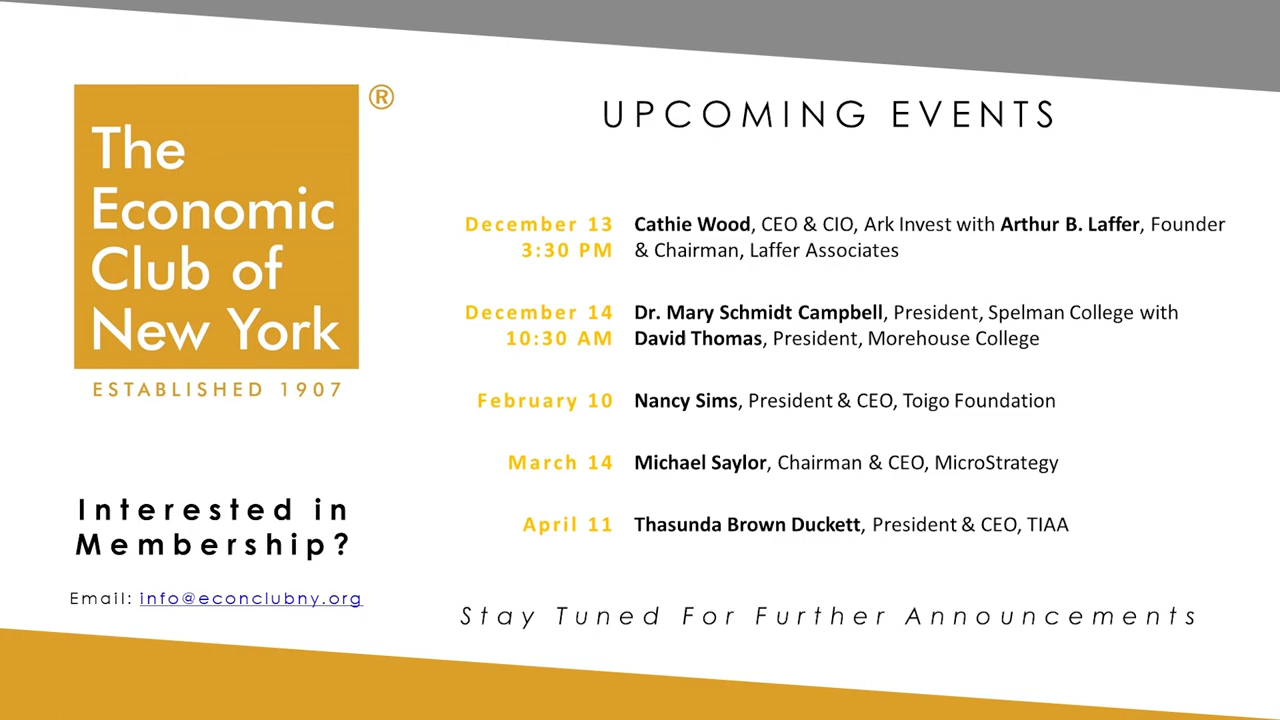 The
Economic
Club of
New York
®
ESTABLISHED 1907
Interested in
Membership?
Email: info@econclubny.org
UPCOMING EVENTS
December 13 Cathie Wood, CEO & CIO, Ark Invest with Arthur B. Laffer, Founder
3:30 PM & Chairman, Laffer Associates
December 14 Dr. Mary Schmidt Campbell, President, Spelman College with
10:30 AM David Thomas, President, Morehouse College
February 10 Nancy Sims, President & CEO, Toigo Foundation
March 14 Michael Saylor, Chairman & CEO, MicroStrategy
April 11 Thasunda Brown Duckett, President & CEO, TIAA
Stay Tuned For Further Announcements